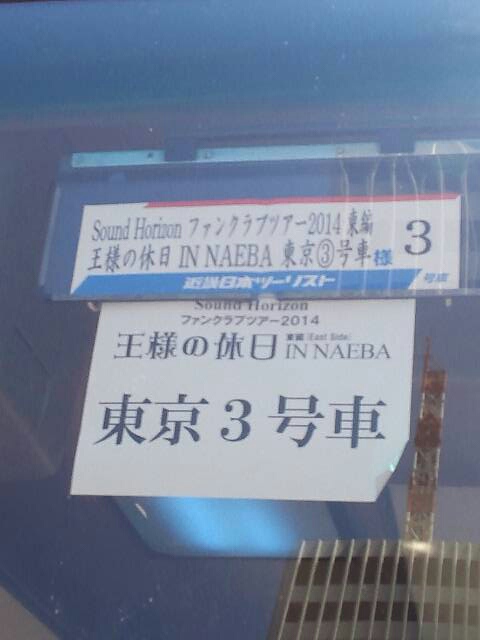 Sound Horizon ファンクラブツアー2014 東編
王様の休日 IN NAEBA 東京③号車様 3
近畿日本ツーリスト 号車
Sound Horizon
ファンクラブツアー2014
王様の休日 東編 [East Side] IN NAEBA
東京3号車